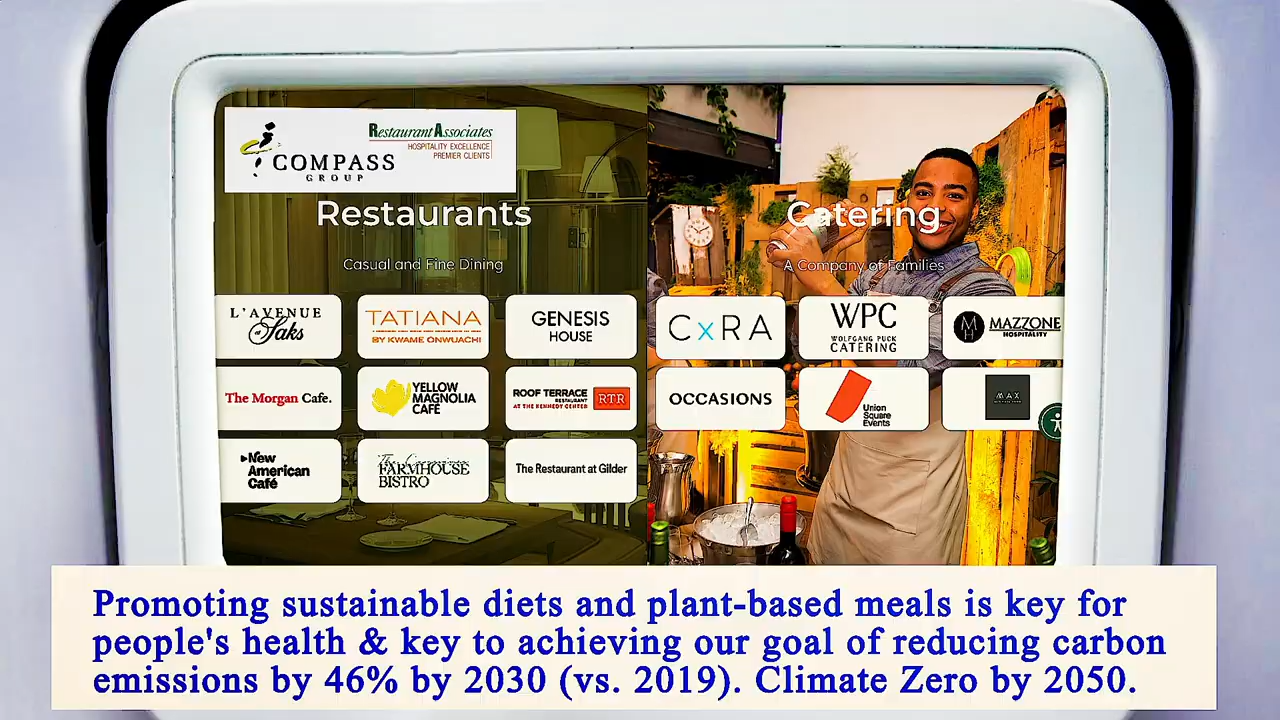 COMPASS
GROUP
RESTAURANT ASSOCIATES
HOSPITALITY EXCELLENCE
PREMIER CLIENTS
Restaurants
Casual and Fine Dining
L'AVENUE
at
Saks
TATIANA
BY KWAME ONWUACHI
GENESIS
HOUSE
The Morgan Cafe.
YELLOW
MAGNOLIA
CAFÉ
ROOF TERRACE
RESTAURANT
AT THE KENNEDY CENTER
RTR
New
American
Café
FARMHOUSE
BISTRO
The Restaurant at Gilder
Catering
A Company of Families
CxRA
WPC
WOLFGANG PUCK
CATERING
MH
MAZZONE
HOSPITALITY
OCCASIONS
Union
Square
Events
MAX
Promoting sustainable diets and plant-based meals is key for
people's health & key to achieving our goal of reducing carbon
emissions by 46% by 2030 (vs. 2019). Climate Zero by 2050.